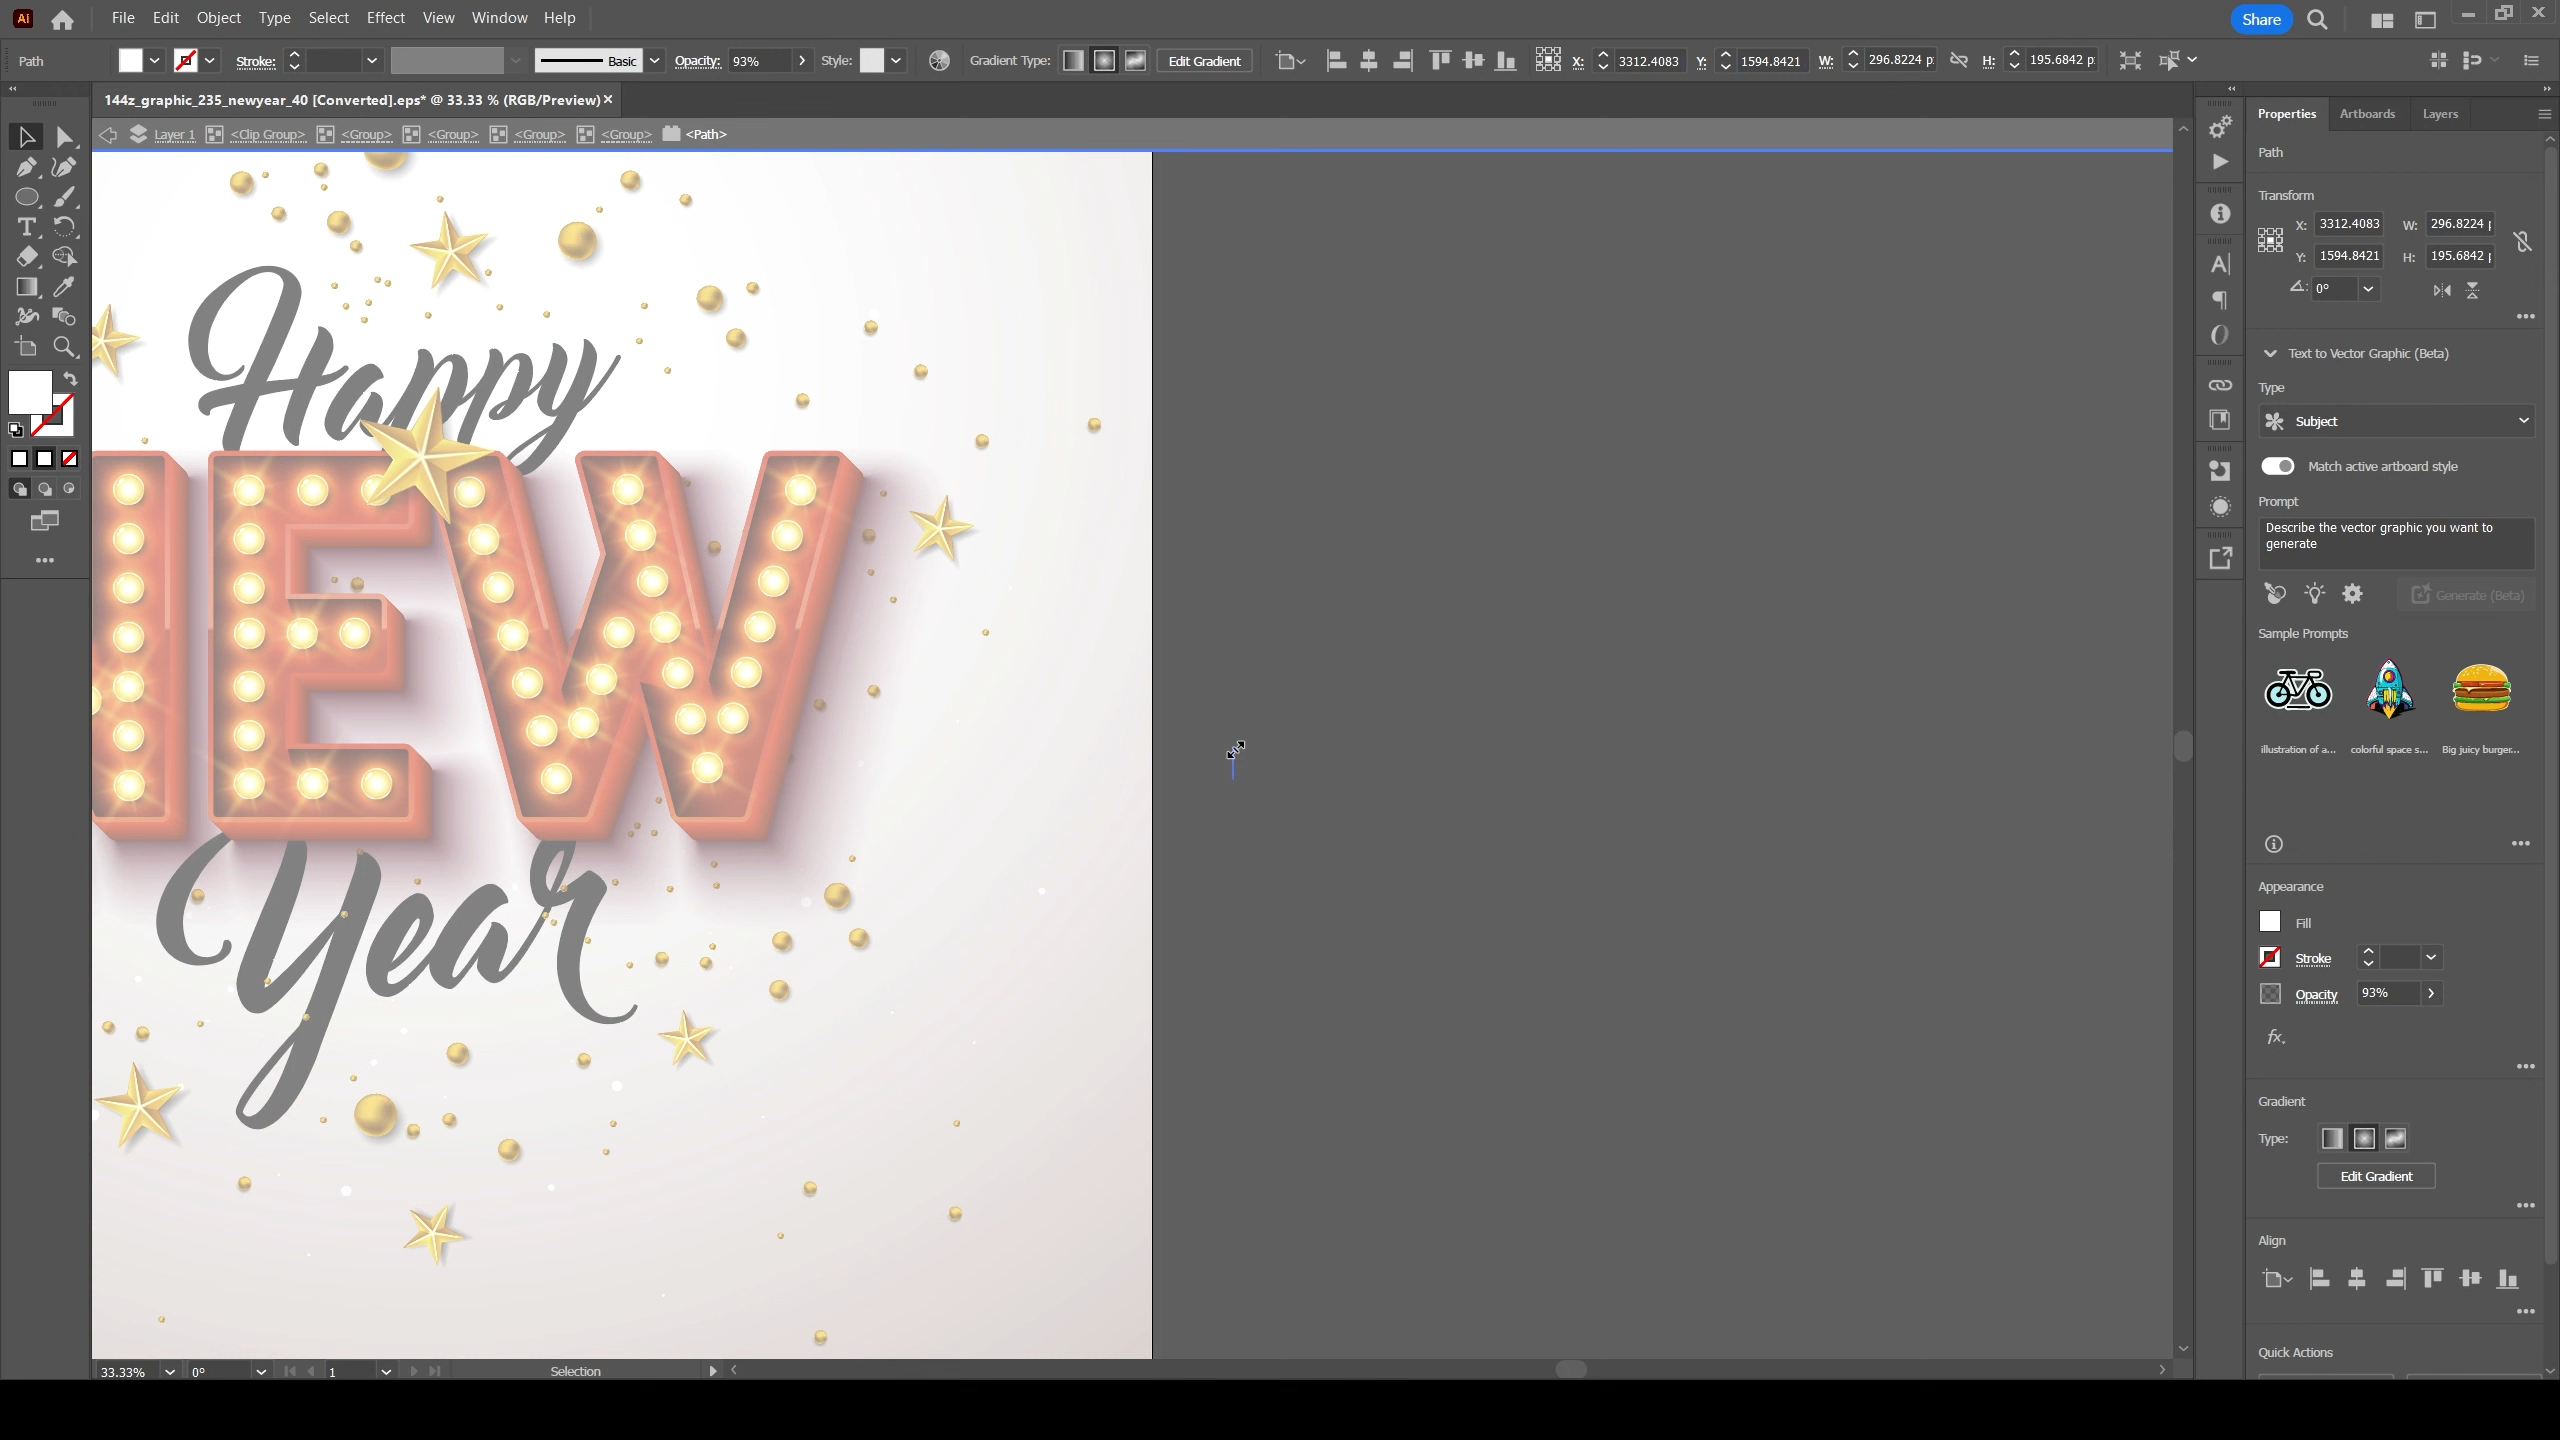 Ai File Edit Object Type Select Effect View Window Help Share
Path Stroke: Basic Opacity: 93% Style: Gradient Type: Edit Gradient X: 3312.4083 Y: 1594.8421 W: 296.8224 p H: 195.6842 p
144z_graphic_235_newyear_40 [Converted].eps* @ 33.33 % (RGB/Preview)
Layer 1 <Clip Group> <Group> <Group> <Group> <Group> <Path>
Happy
NEW
Year
33.33% 0° 1 Selection
Properties Artboards Layers
Path
Transform
X: 3312.4083 W: 296.8224
Y: 1594.8421 H: 195.6842
0°
Text to Vector Graphic (Beta)
Type
Subject
Match active artboard style
Prompt
Describe the vector graphic you want to
generate
Generate (Beta)
Sample Prompts
illustration of a... colorful space s... Big juicy burger...
Appearance
Fill
Stroke
Opacity 93%
fx.
Gradient
Type:
Edit Gradient
Align
Quick Actions